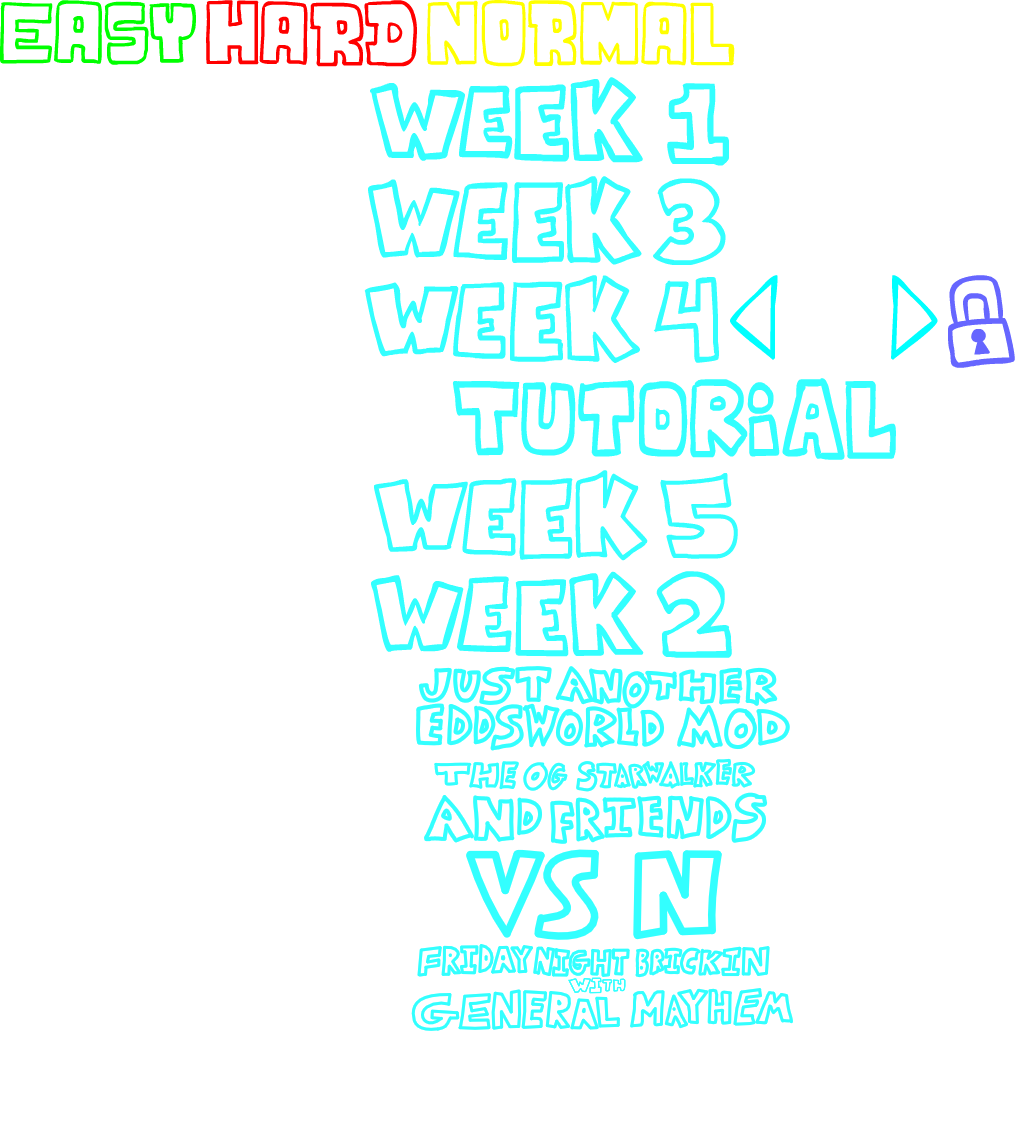 EASY HARD NORMAL
WEEK 1
WEEK 3
WEEK 4
TUTORiAL
WEEK 5
WEEK 2
JUST ANOTHER
EDDSWORLD MOD
THE OG STARWALKER
AND FRIENDS
VS N
FRIDAY NIGHT BRICKIN
WITH
GENERAL MAYHEM